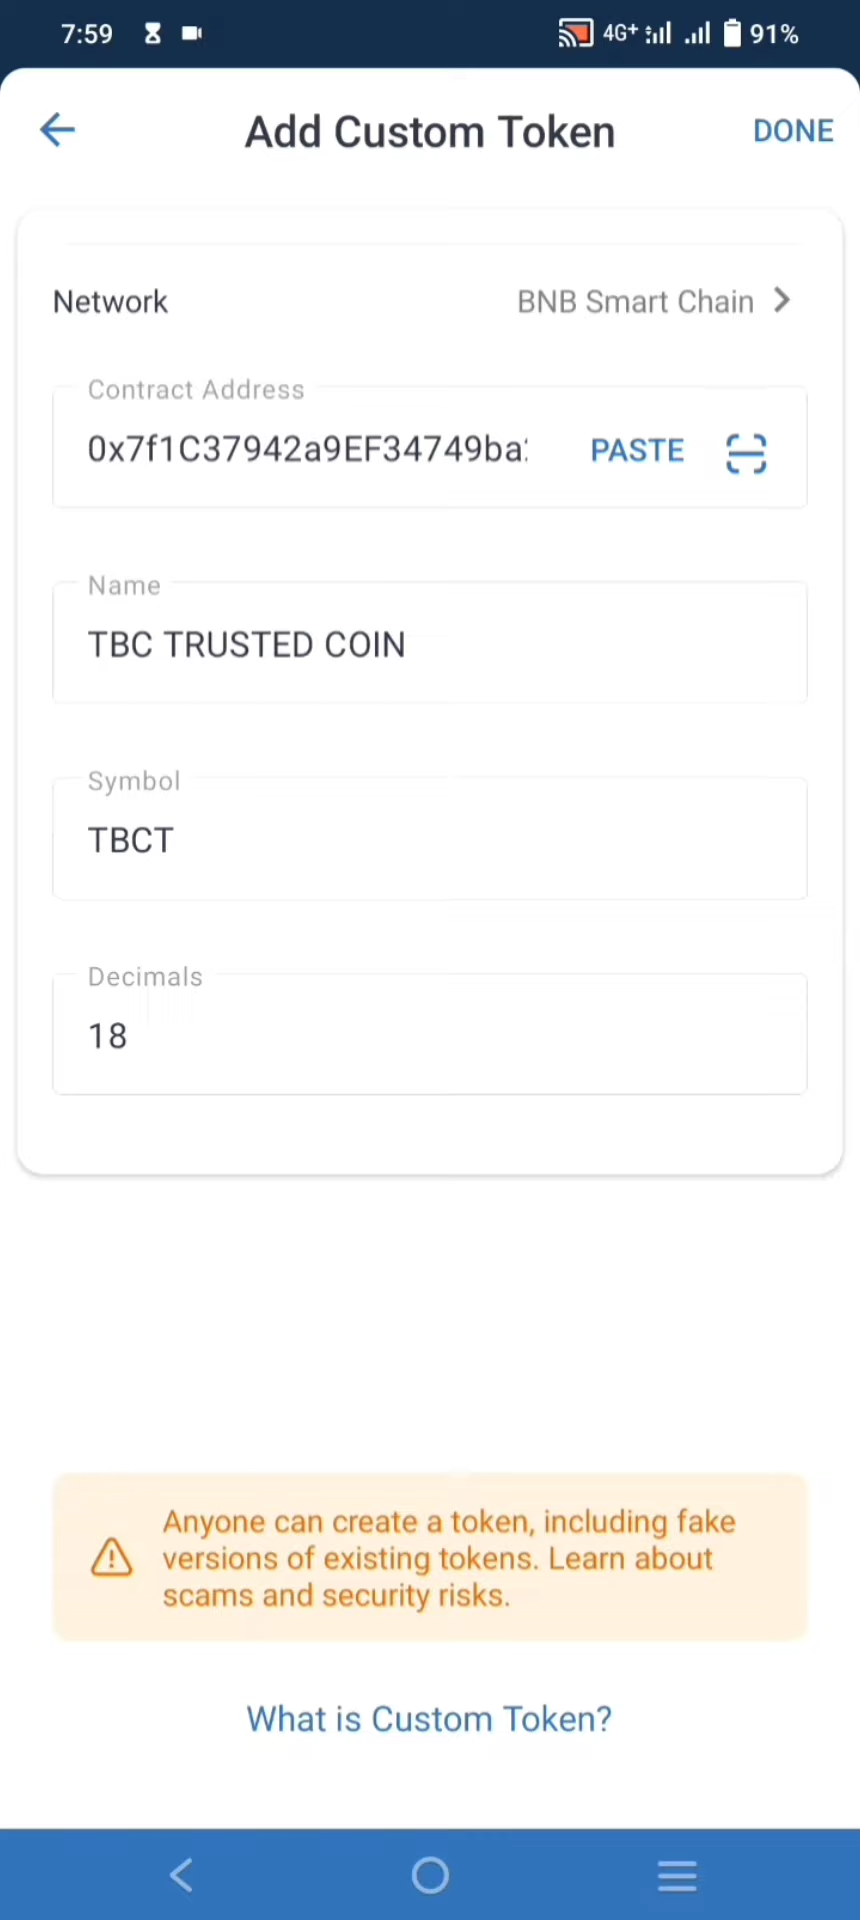 7:59 4G+ 91%
Add Custom Token DONE
Network BNB Smart Chain
Contract Address
0x7f1C37942a9EF34749ba PASTE
Name
TBC TRUSTED COIN
Symbol
TBCT
Decimals
18
Anyone can create a token, including fake
versions of existing tokens. Learn about
scams and security risks.
What is Custom Token?